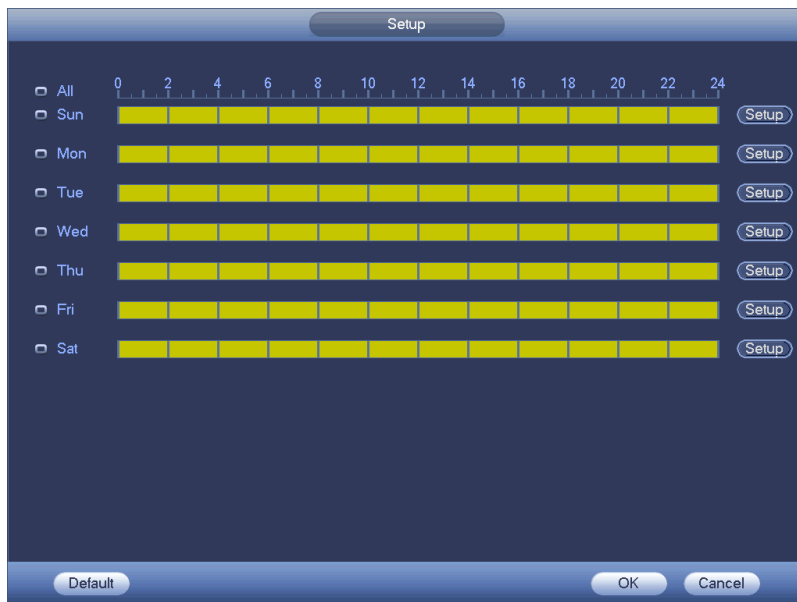 Setup
All 0 2 4 6 8 10 12 14 16 18 20 22 24
Sun Setup
Mon Setup
Tue Setup
Wed Setup
Thu Setup
Fri Setup
Sat Setup
Default OK Cancel